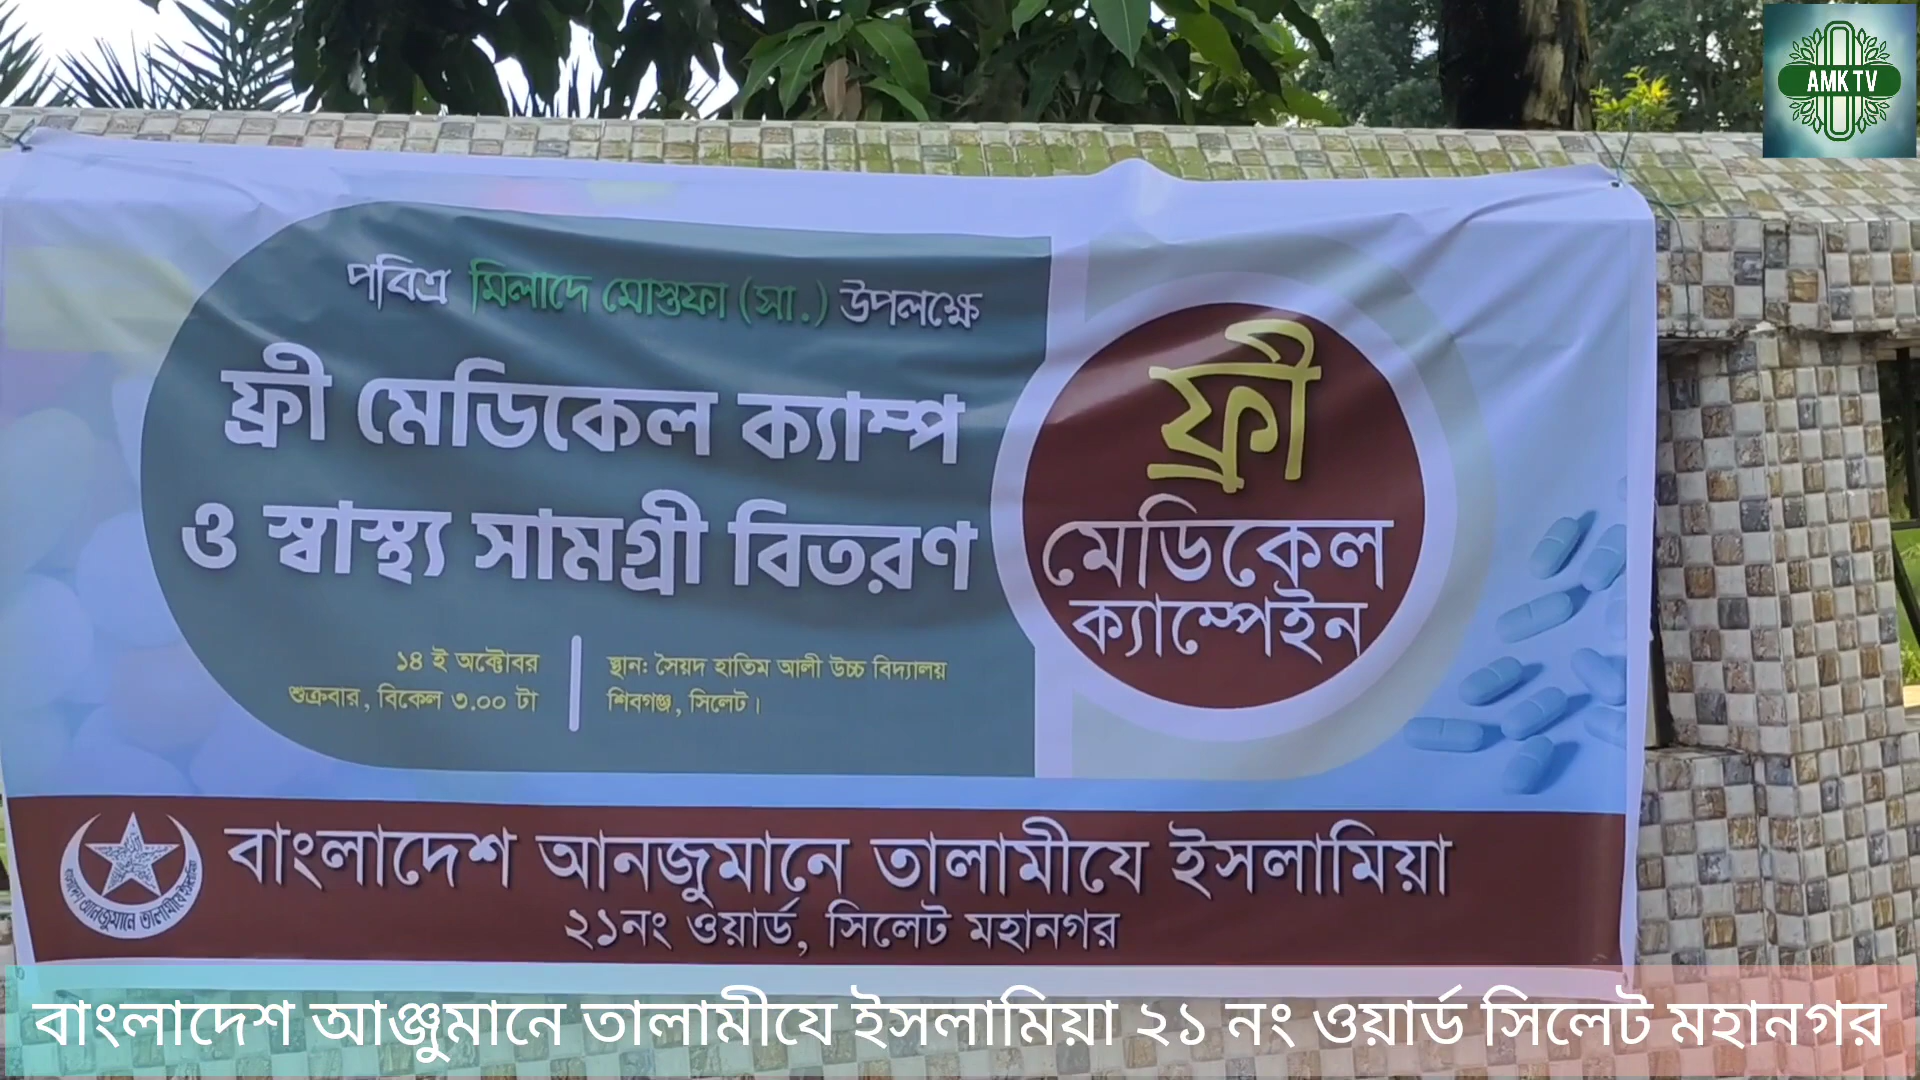 AMK TV
পবিত্র মিলাদে মোস্তফা (সা.) উপলক্ষে
ফ্রী মেডিকেল ক্যাম্প
ও স্বাস্থ্য সামগ্রী বিতরণ
১৪ ই অক্টোবর
শুক্রবার, বিকেল ৩.০০ টা
স্থান: সৈয়দ হাতিম আলী উচ্চ বিদ্যালয়
শিবগঞ্জ, সিলেট।
ফ্রী
মেডিকেল
ক্যাম্পেইন
বাংলাদেশ আনজুমানে তালামীযে ইসলামিয়া
২১নং ওয়ার্ড, সিলেট মহানগর
বাংলাদেশ আঞ্জুমানে তালামীযে ইসলামিয়া ২১ নং ওয়ার্ড সিলেট মহানগর